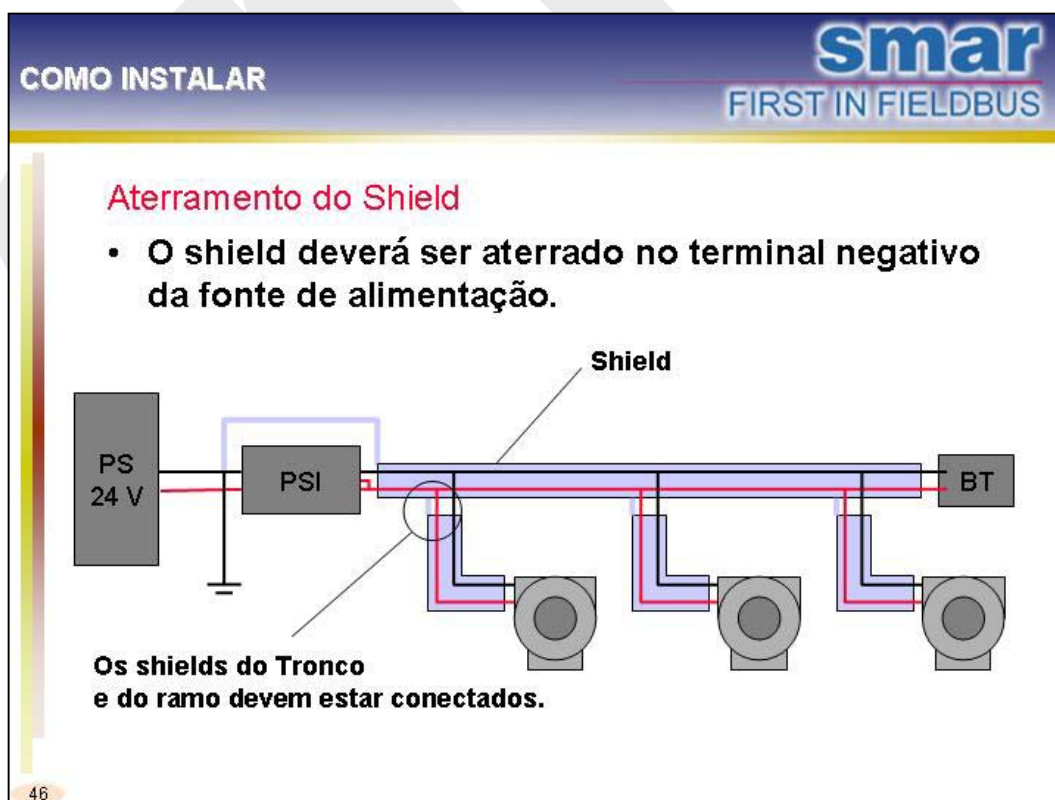 COMO INSTALAR
smar
FIRST IN FIELDBUS
Aterramento do Shield
• O shield deverá ser aterrado no terminal negativo
da fonte de alimentação.
Shield
PS
24 V
PSI
BT
Os shields do Tronco
e do ramo devem estar conectados.
46